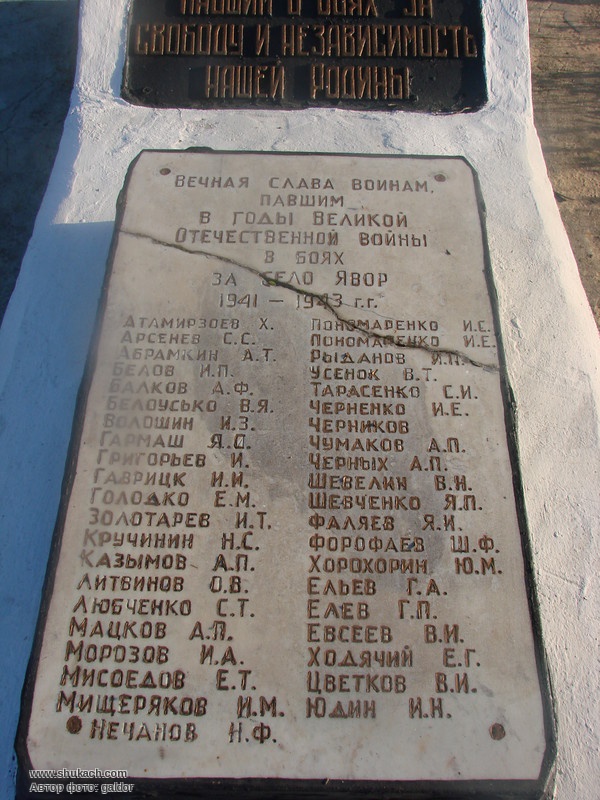 ПАВШИМ В БОЯХ ЗА
СВОБОДУ И НЕЗАВИСИМОСТЬ
НАШЕЙ РОДИНЫ
ВЕЧНАЯ СЛАВА ВОИНАМ,
ПАВШИМ
В ГОДЫ ВЕЛИКОЙ
ОТЕЧЕСТВЕННОЙ ВОЙНЫ
В БОЯХ
ЗА СЕЛО ЯВОР
1941 – 1943 г.г.
АТАМИРЗОЕВ Х.
АРСЕНЕВ С.С.
АБРАМКИН А.Т.
БЕЛОВ И.П.
БАЛКОВ А.Ф.
БЕЛОУСЬКО В.Я.
ВОЛОШИН И.З.
ГАРМАШ Я.С.
ГРИГОРЬЕВ И.
ГАВРИЦК И.И.
ГОЛОДКО Е.М.
ЗОЛОТАРЕВ И.Т.
КРУЧИНИН Н.С.
КАЗЫМОВ А.П.
ЛИТВИНОВ О.В.
ЛЮБЧЕНКО С.Т.
МАЦКОВ А.П.
МОРОЗОВ И.А.
МИСОЕДОВ Е.Т.
МИЩЕРЯКОВ И.М.
НЕЧАНОВ Н.Ф.
ПОНОМАРЕНКО И.С.
ПОНОМАРЕНКО И.Е.
РЫДАНОВ И.П.
УСЕНОК В.Т.
ТАРАСЕНКО С.И.
ЧЕРНЕНКО И.Е.
ЧЕРНИКОВ
ЧУМАКОВ А.П.
ЧЕРНЫХ А.П.
ШЕВЕЛИН В.Н.
ШЕВЧЕНКО Я.П.
ФАЛЯЕВ Я.И.
ФОРОФАЕВ Ш.Ф.
ХОРОХОРИН Ю.М.
ЕЛЬЕВ Г.А.
ЕЛЕВ Г.П.
ЕВСЕЕВ В.И.
ХОДЯЧИЙ Е.Г.
ЦВЕТКОВ В.И.
ЮДИН И.Н.
www.shukach.com
Автор фото: galdor